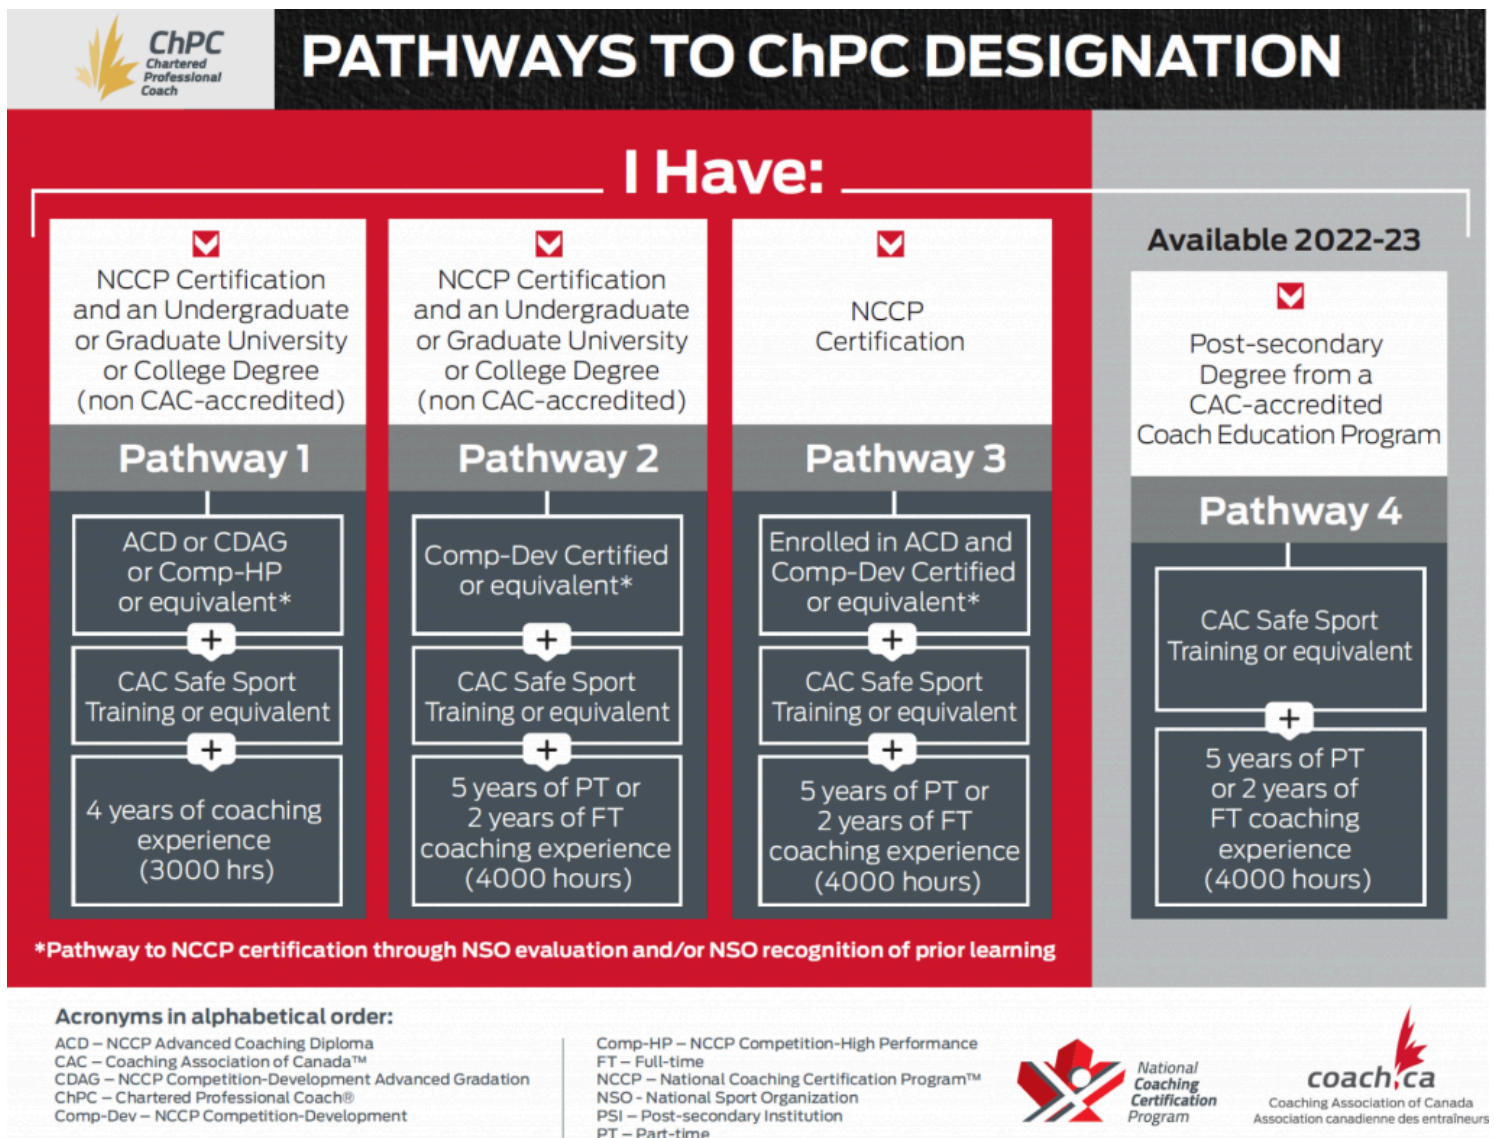 ChPC
Chartered
Professional
Coach
PATHWAYS TO ChPC DESIGNATION
I Have:
NCCP Certification
and an Undergraduate
or Graduate University
or College Degree
(non CAC-accredited)
Pathway 1
ACD or CDAG
or Comp-HP
or equivalent*
+
CAC Safe Sport
Training or equivalent
+
4 years of coaching
experience
(3000 hrs)
NCCP Certification
and an Undergraduate
or Graduate University
or College Degree
(non CAC-accredited)
Pathway 2
Comp-Dev Certified
or equivalent*
+
CAC Safe Sport
Training or equivalent
+
5 years of PT or
2 years of FT
coaching experience
(4000 hours)
NCCP
Certification
Pathway 3
Enrolled in ACD and
Comp-Dev Certified
or equivalent*
+
CAC Safe Sport
Training or equivalent
+
5 years of PT or
2 years of FT
coaching experience
(4000 hours)
Available 2022-23
Post-secondary
Degree from a
CAC-accredited
Coach Education Program
Pathway 4
CAC Safe Sport
Training or equivalent
+
5 years of PT
or 2 years of
FT coaching
experience
(4000 hours)
*Pathway to NCCP certification through NSO evaluation and/or NSO recognition of prior learning
Acronyms in alphabetical order:
ACD – NCCP Advanced Coaching Diploma
CAC – Coaching Association of Canada™
CDAG – NCCP Competition-Development Advanced Gradation
ChPC – Chartered Professional Coach®
Comp-Dev – NCCP Competition-Development
Comp-HP – NCCP Competition-High Performance
FT – Full-time
NCCP – National Coaching Certification Program™
NSO - National Sport Organization
PSI – Post-secondary Institution
PT – Part-time
National
Coaching
Certification
Program
coach.ca
Coaching Association of Canada
Association canadienne des entraîneurs